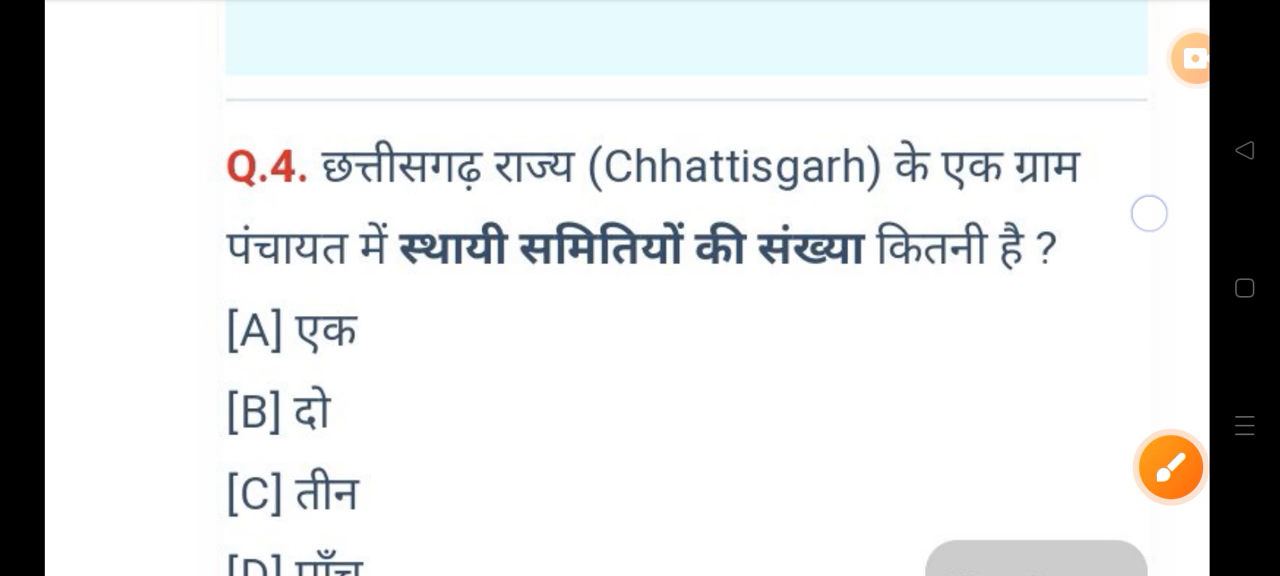 Q.4. छत्तीसगढ़ राज्य (Chhattisgarh) के एक ग्राम
पंचायत में स्थायी समितियों की संख्या कितनी है ?
[A] एक
[B] दो
[C] तीन
[D] पाँच